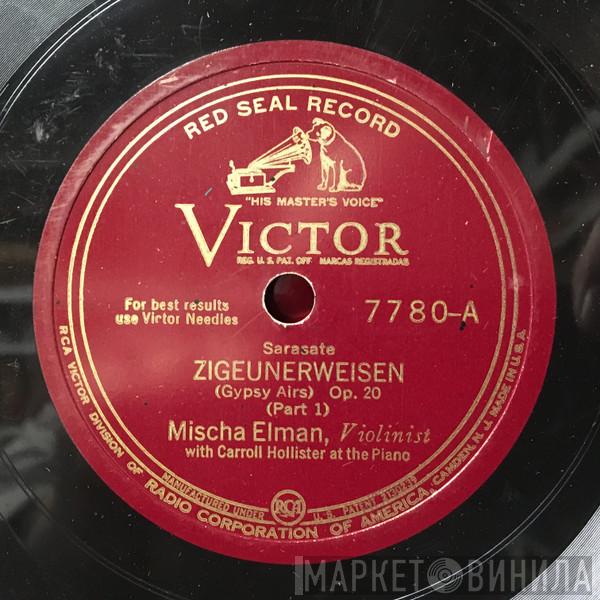 RED SEAL RECORD
"HIS MASTER'S VOICE"
VICTOR
REG. U. S. PAT. OFF. MARCAS REGISTRADAS
For best results
use Victor Needles
7780-A
Sarasate
ZIGEUNERWEISEN
(Gypsy Airs) Op. 20
(Part 1)
Mischa Elman, Violinist
with Carroll Hollister at the Piano
MANUFACTURED UNDER RCA U. S. PATENT
RCA VICTOR DIVISION OF RADIO CORPORATION OF AMERICA, CAMDEN, N. J. MADE IN U. S. A.
МАРКЕТ ВИНИЛА